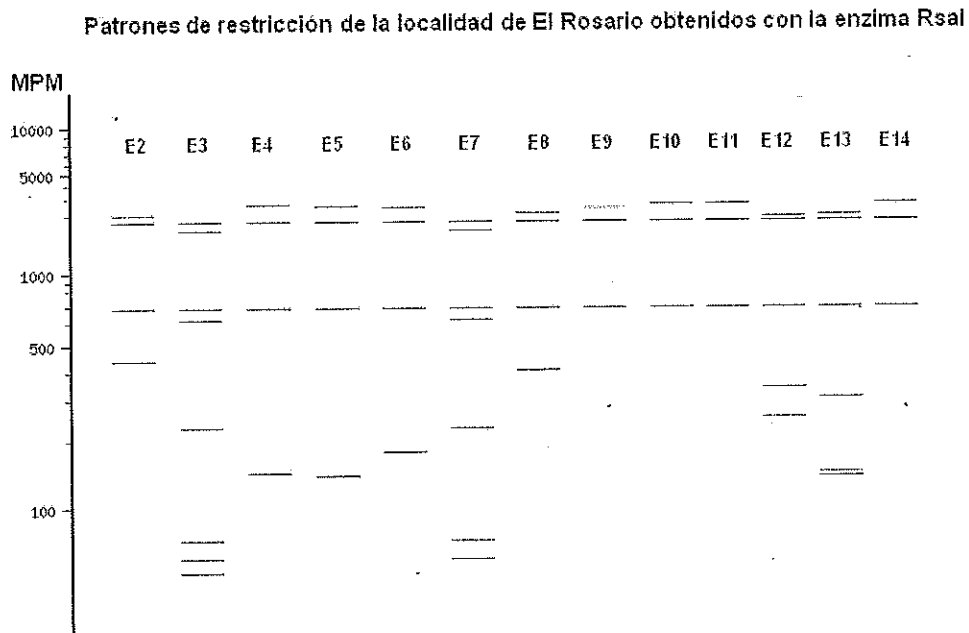 Patrones de restricción de la localidad de El Rosario obtenidos con la enzima RsaI
MPM
10000
E2 E3 E4 E5 E6 E7 E8 E9 E10 E11 E12 E13 E14
5000
1000
500
100